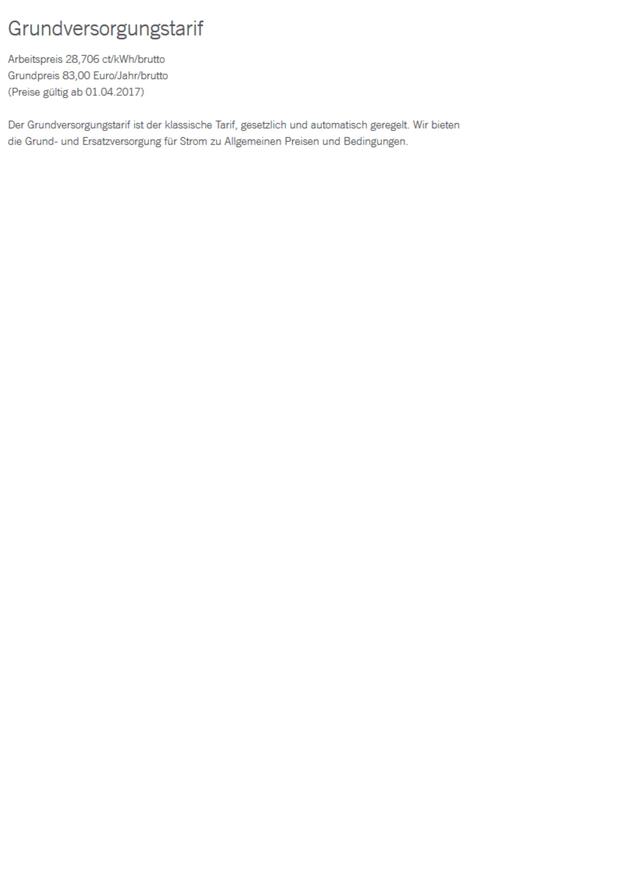 Grundversorgungstarif
Arbeitspreis 28,706 ct/kWh/brutto
Grundpreis 83,00 Euro/Jahr/brutto
(Preise gültig ab 01.04.2017)
Der Grundversorgungstarif ist der klassische Tarif, gesetzlich und automatisch geregelt. Wir bieten
die Grund- und Ersatzversorgung für Strom zu Allgemeinen Preisen und Bedingungen.